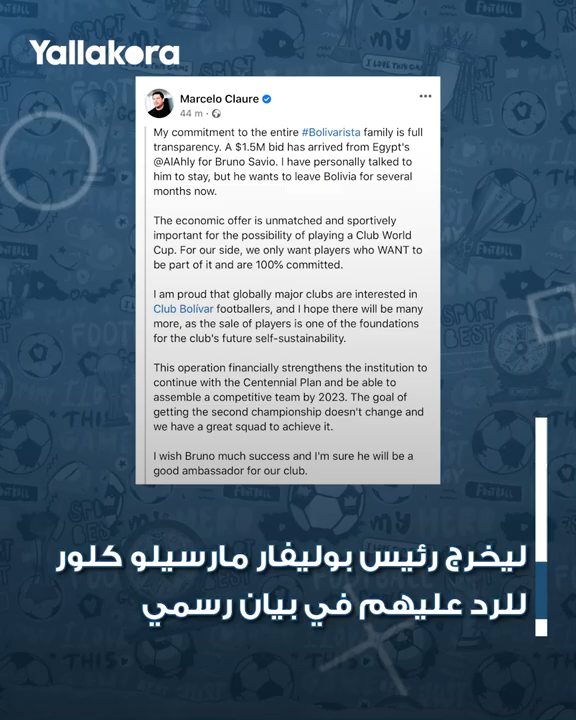 Yallakora
Marcelo Claure
44 m ·
My commitment to the entire #Bolivarista family is full
transparency. A $1.5M bid has arrived from Egypt's
@AlAhly for Bruno Savio. I have personally talked to
him to stay, but he wants to leave Bolivia for several
months now.
The economic offer is unmatched and sportively
important for the possibility of playing a Club World
Cup. For our side, we only want players who WANT to
be part of it and are 100% committed.
I am proud that globally major clubs are interested in
Club Bolívar footballers, and I hope there will be many
more, as the sale of players is one of the foundations
for the club's future self-sustainability.
This operation financially strengthens the institution to
continue with the Centennial Plan and be able to
assemble a competitive team by 2023. The goal of
getting the second championship doesn't change and
we have a great squad to achieve it.
I wish Bruno much success and I'm sure he will be a
good ambassador for our club.
ليخرج رئيس بوليفار مارسيلو كلور
للرد عليهم في بيان رسمي